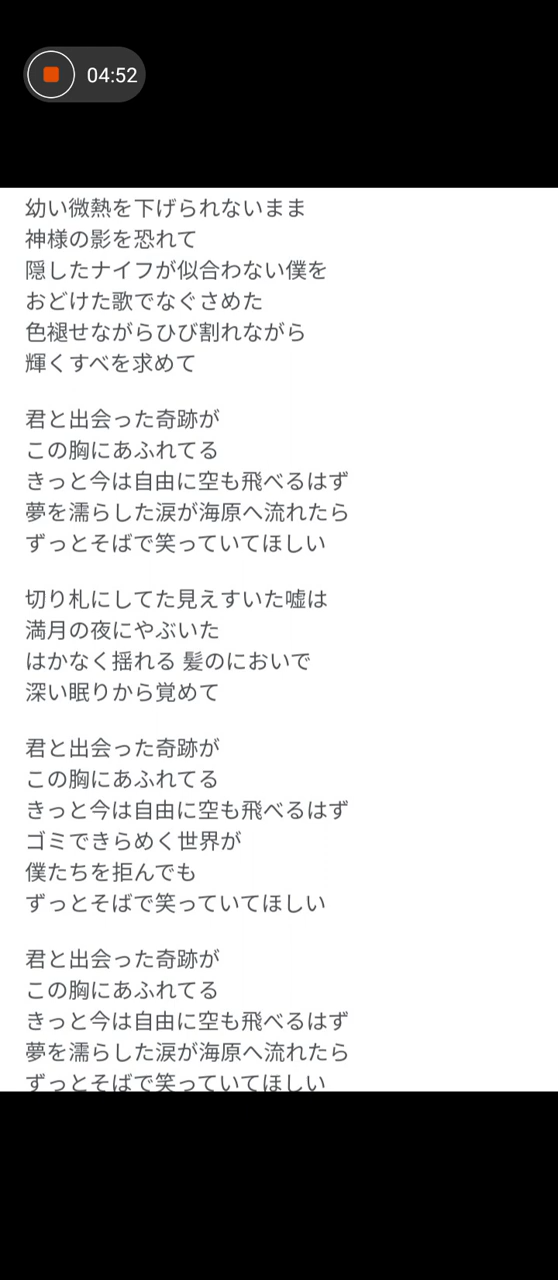 04:52
幼い微熱を下げられないまま
神様の影を恐れて
隠したナイフが似合わない僕を
おどけた歌でなぐさめた
色褪せながらひび割れながら
輝くすべを求めて
君と出会った奇跡が
この胸にあふれてる
きっと今は自由に空も飛べるはず
夢を濡らした涙が海原へ流れたら
ずっとそばで笑っていてほしい
切り札にしてた見えすいた嘘は
満月の夜にやぶいた
はかなく揺れる 髪のにおいで
深い眠りから覚めて
君と出会った奇跡が
この胸にあふれてる
きっと今は自由に空も飛べるはず
ゴミできらめく世界が
僕たちを拒んでも
ずっとそばで笑っていてほしい
君と出会った奇跡が
この胸にあふれてる
きっと今は自由に空も飛べるはず
夢を濡らした涙が海原へ流れたら
ずっとそばで笑っていてほしい